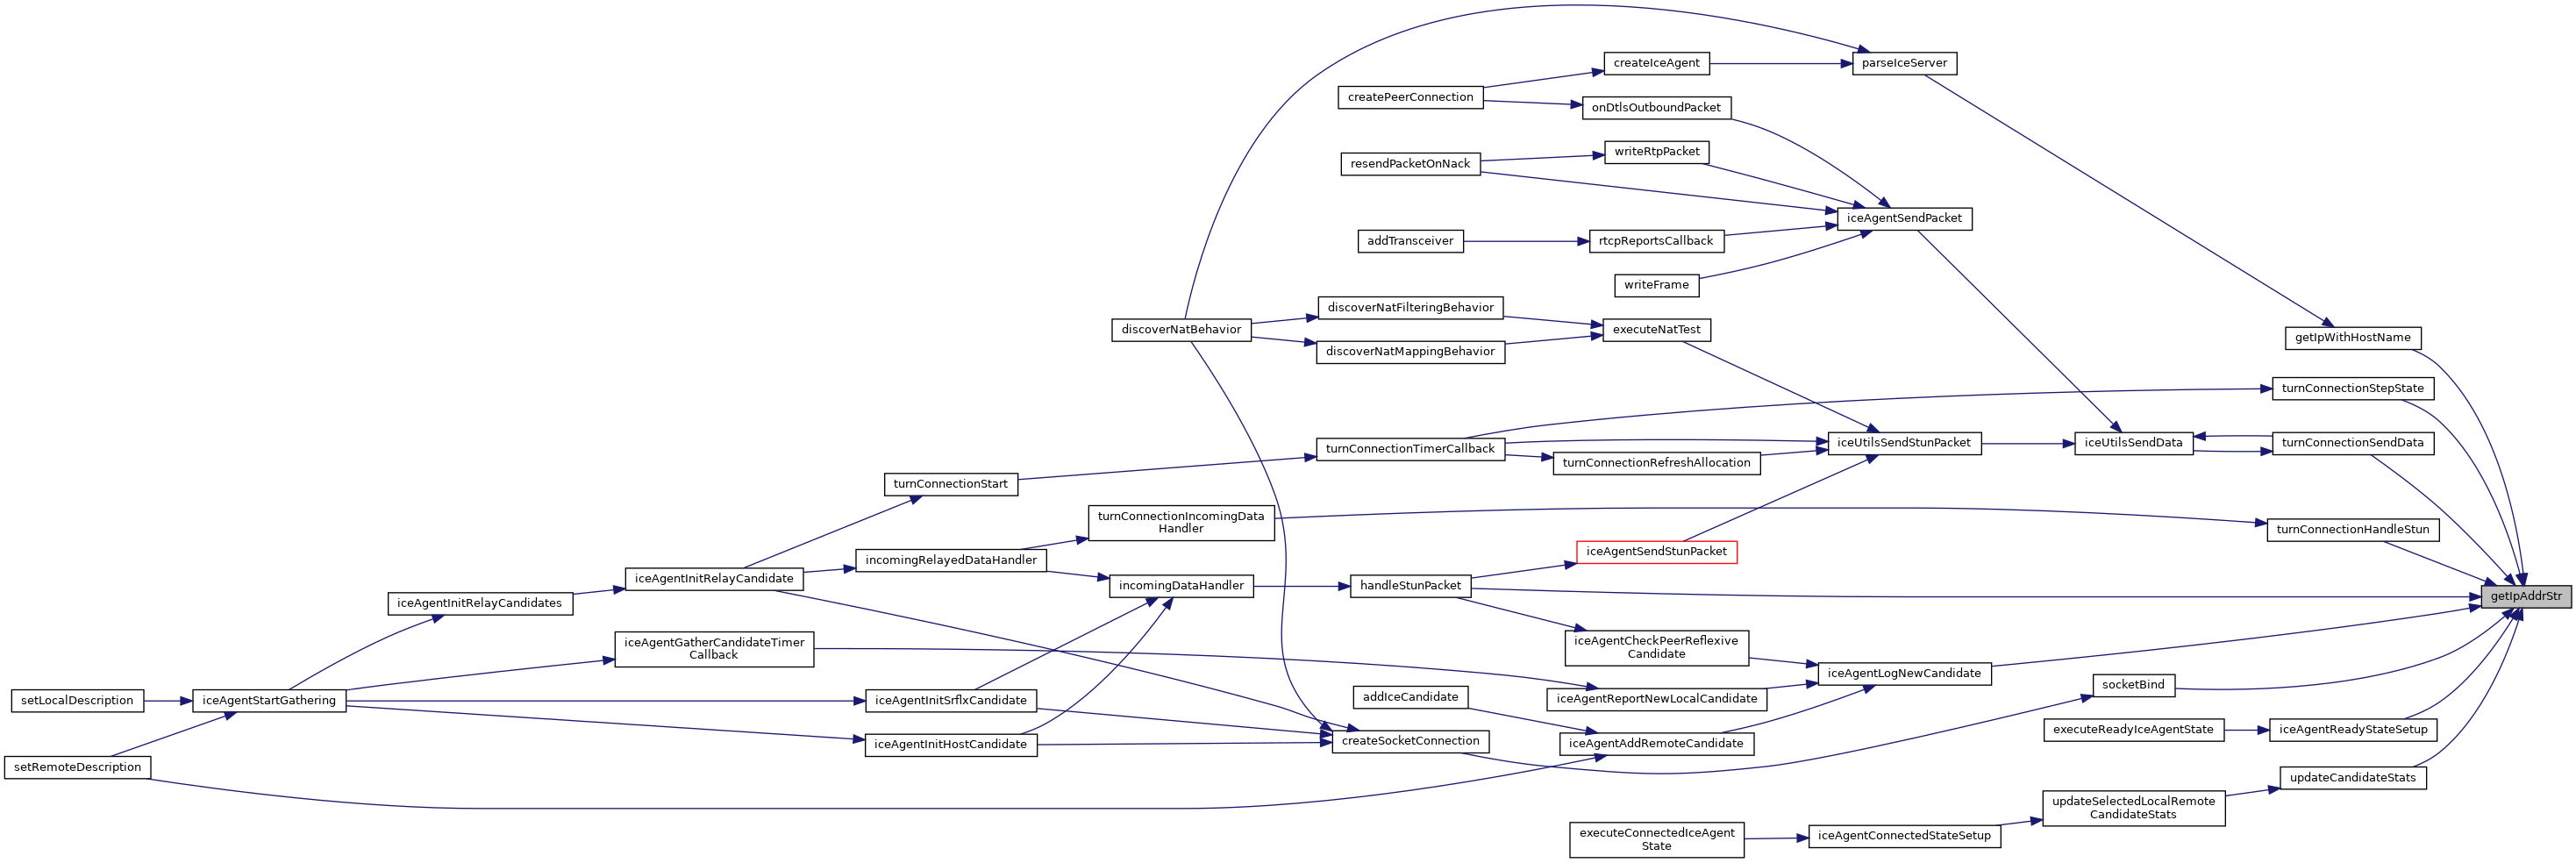 parseIceServer
createIceAgent
createPeerConnection
onDtlsOutboundPacket
writeRtpPacket
resendPacketOnNack
iceAgentSendPacket
addTransceiver
rtcpReportsCallback
writeFrame
discoverNatFilteringBehavior
discoverNatBehavior
executeNatTest
getIpWithHostName
discoverNatMappingBehavior
turnConnectionStepState
iceUtilsSendStunPacket
iceUtilsSendData
turnConnectionSendData
turnConnectionTimerCallback
turnConnectionRefreshAllocation
turnConnectionStart
turnConnectionIncomingData
Handler
turnConnectionHandleStun
iceAgentSendStunPacket
incomingRelayedDataHandler
iceAgentInitRelayCandidate
incomingDataHandler
handleStunPacket
getIpAddrStr
iceAgentInitRelayCandidates
iceAgentGatherCandidateTimer
Callback
iceAgentCheckPeerReflexive
Candidate
iceAgentLogNewCandidate
socketBind
setLocalDescription
iceAgentStartGathering
iceAgentInitSrflxCandidate
addIceCandidate
iceAgentReportNewLocalCandidate
executeReadyIceAgentState
iceAgentReadyStateSetup
iceAgentInitHostCandidate
createSocketConnection
iceAgentAddRemoteCandidate
setRemoteDescription
updateCandidateStats
updateSelectedLocalRemote
CandidateStats
executeConnectedIceAgent
State
iceAgentConnectedStateSetup